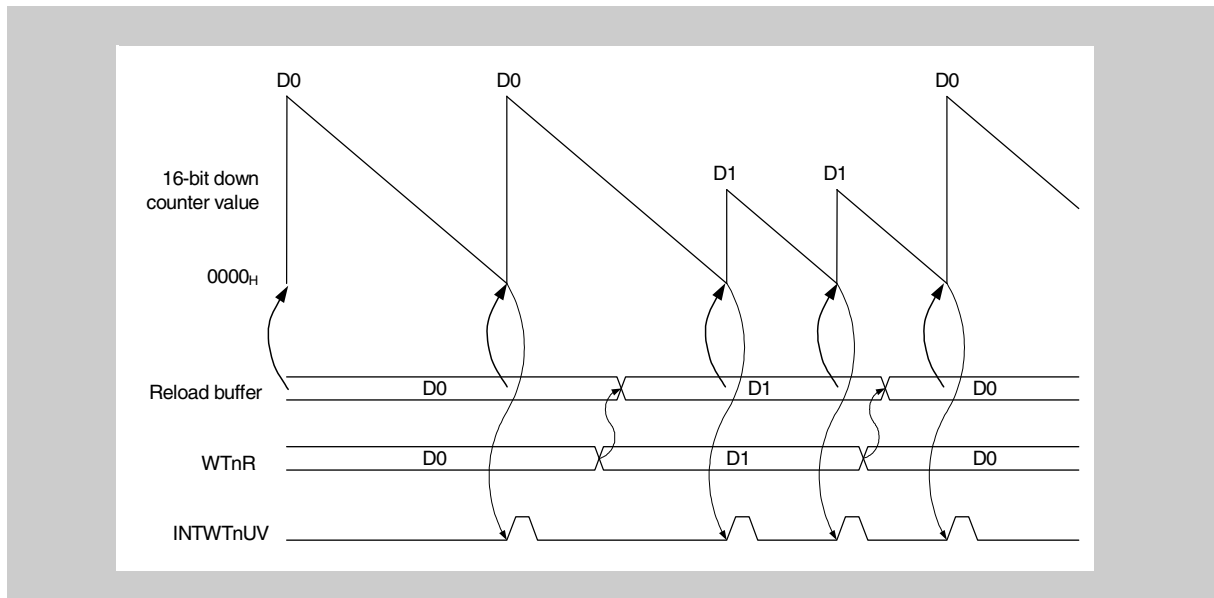 D0 D0 D0
D1 D1
16-bit down
counter value
0000H
Reload buffer D0 D1 D0
WTnR D0 D1 D0
INTWTnUV